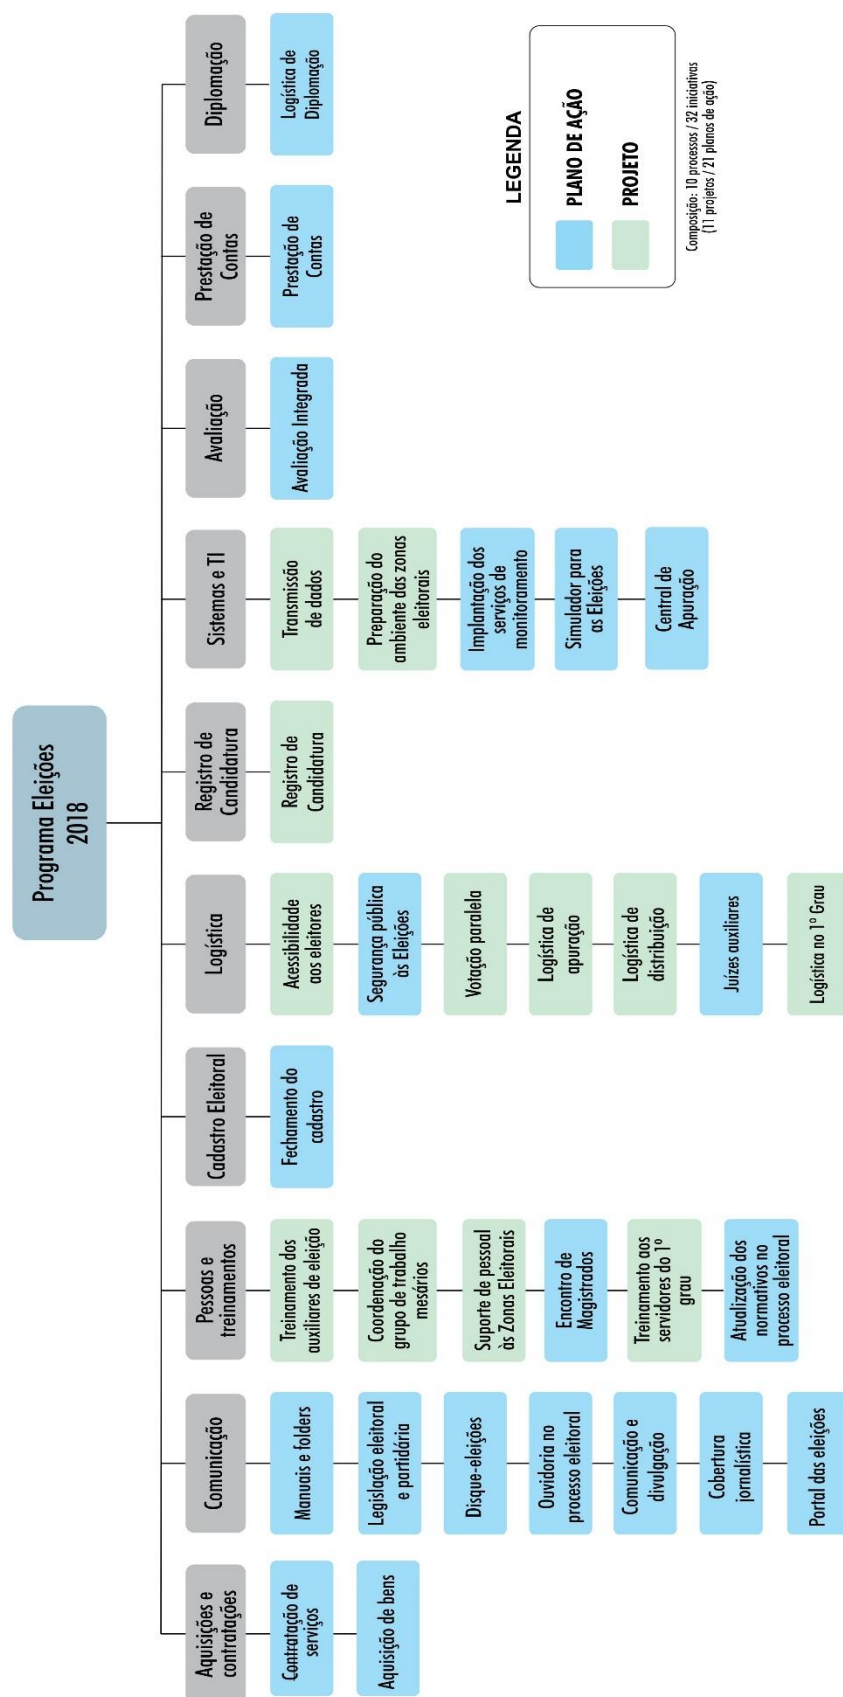 Programa Eleições
2018
Aquisições e
contratações
Contratação de
serviços
Aquisição de bens
Comunicação
Manuais e folders
Legislação eleitoral
e partidária
Disque-eleições
Ouvidoria no
processo eleitoral
Comunicação e
divulgação
Cobertura
jornalística
Portal das eleições
Pessoas e
treinamentos
Treinamento dos
auxiliares de eleição
Coordenação do
grupo de trabalho
mesários
Suporte de pessoal
às Zonas Eleitorais
Encontro de
Magistrados
Treinamento aos
servidores do 1º
grau
Atualização dos
normativos no
processo eleitoral
Cadastro Eleitoral
Fechamento do
cadastro
Logística
Acessibilidade
aos eleitores
Segurança pública
às Eleições
Votação paralela
Logística de
apuração
Logística de
distribuição
Juízes auxiliares
Logística no 1º Grau
Registro de
Candidatura
Registro de
Candidatura
Sistemas e TI
Transmissão
de dados
Preparação do
ambiente das zonas
eleitorais
Implantação dos
serviços de
monitoramento
Simulador para
as Eleições
Central de
Apuração
Avaliação
Avaliação Integrada
Prestação de
Contas
Prestação de
Contas
Diplomação
Logística de
Diplomação
LEGENDA
PLANO DE AÇÃO
PROJETO
Composição: 10 processos / 32 iniciativas
(11 projetos / 21 planos de ação)